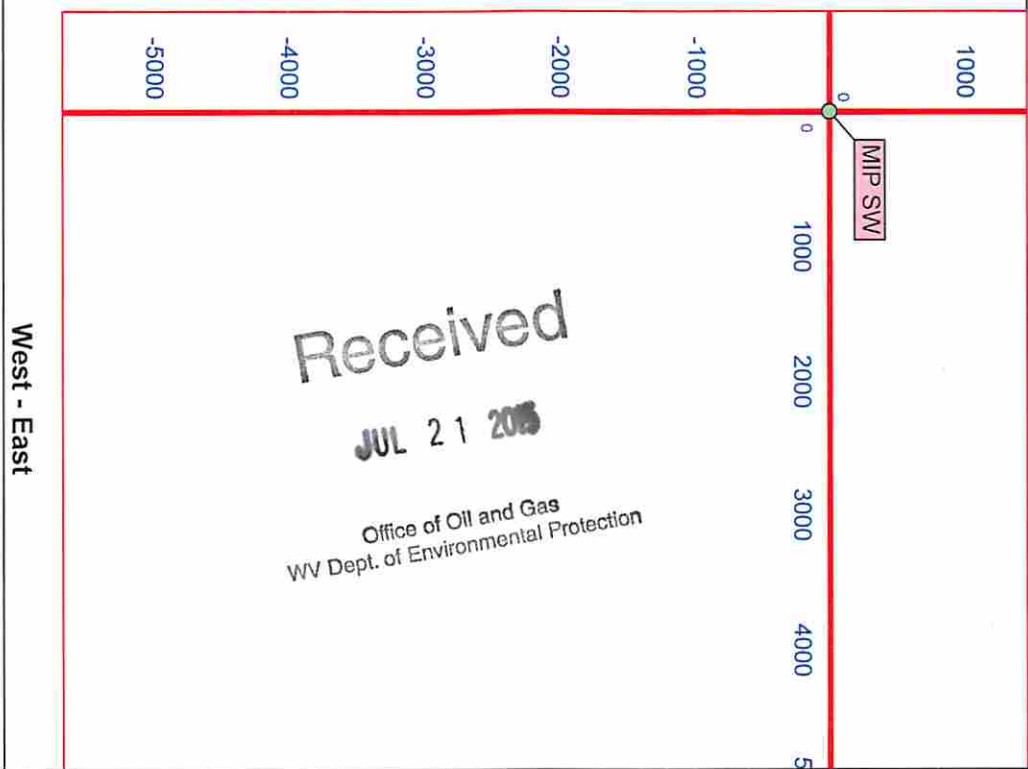 1000
0
MIP SW
-1000
-2000
-3000
-4000
-5000
0
1000
2000
3000
4000
5
West - East
Received
JUL 21
Office of Oil and Gas
WV Dept. of Environmental Protection